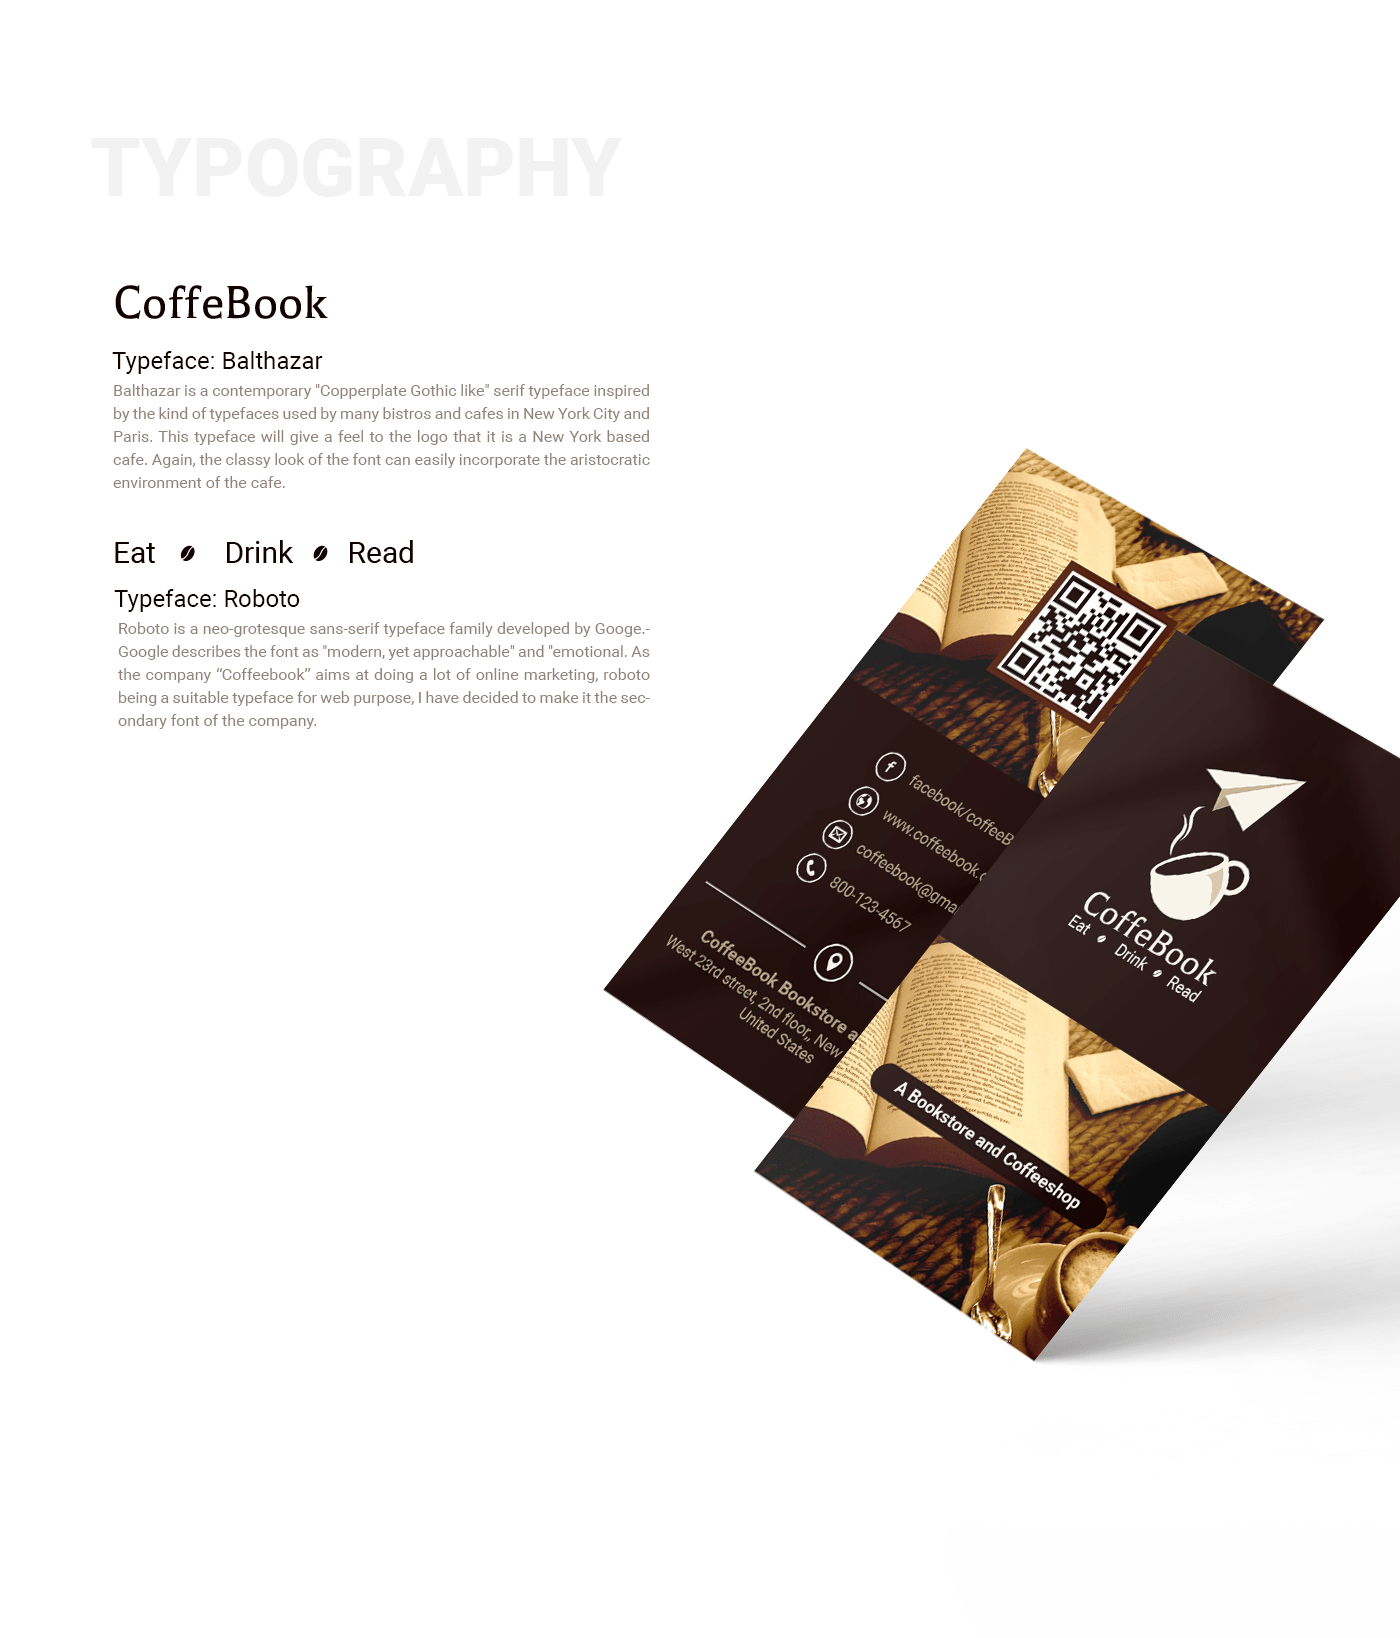 TYPOGRAPHY
CoffeBook
Typeface: Balthazar
Balthazar is a contemporary "Copperplate Gothic like" serif typeface inspired
by the kind of typefaces used by many bistros and cafes in New York City and
Paris. This typeface will give a feel to the logo that it is a New York based
cafe. Again, the classy look of the font can easily incorporate the aristocratic
environment of the cafe.
Eat Drink Read
Typeface: Roboto
Roboto is a neo-grotesque sans-serif typeface family developed by Googe.-
Google describes the font as "modern, yet approachable" and "emotional. As
the company “Coffeebook” aims at doing a lot of online marketing, roboto
being a suitable typeface for web purpose, I have decided to make it the sec-
ondary font of the company.
facebook/coffeeB
www.coffeebook.c
coffeebook@gmai
800-123-4567
CoffeeBook Bookstore a
West 23rd street, 2nd floor,, New
United States
CoffeBook
Eat Drink Read
A Bookstore and Coffeeshop